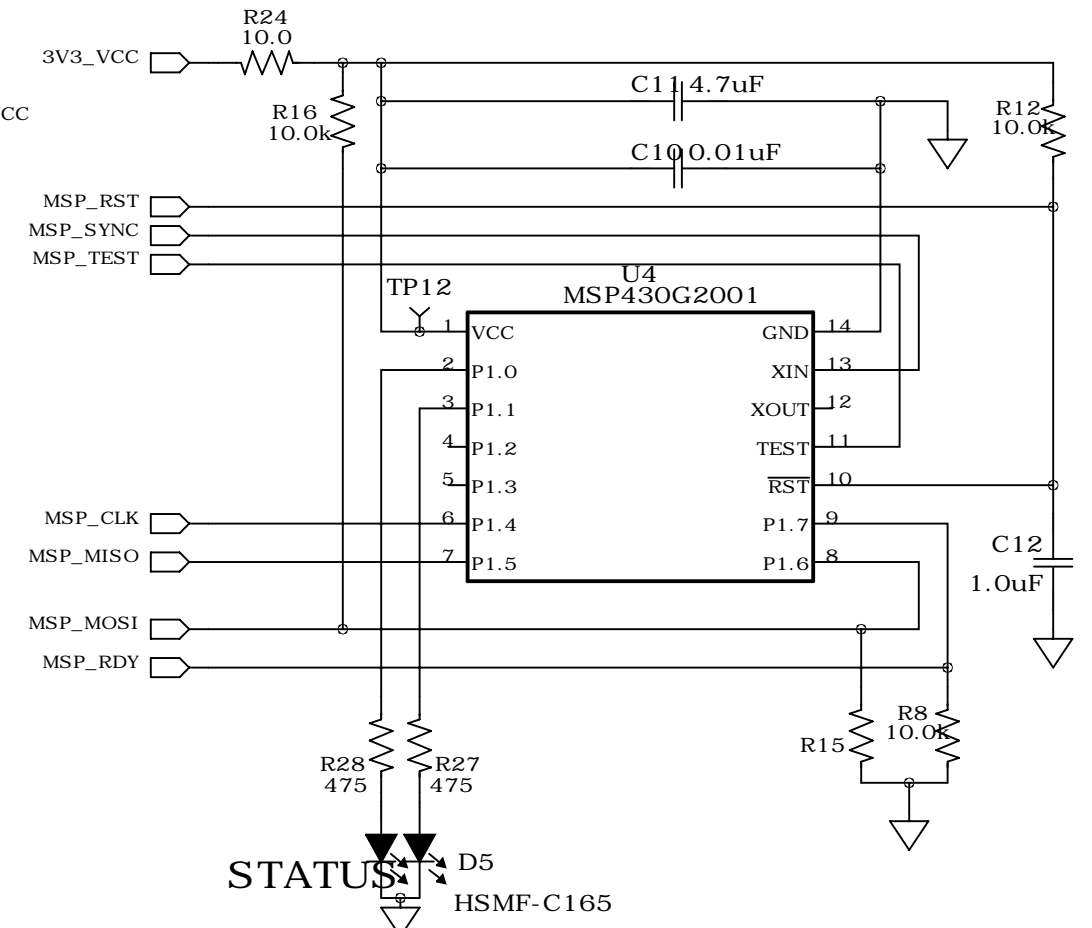 R24
10.0
3V3_VCC
C11 4.7uF
R16
10.0k
VCC
R12
10.0k
C10 0.01uF
MSP_RST
MSP_SYNC
MSP_TEST
U4
TP12
MSP430G2001
1 VCC
GND 14
2 P1.0
XIN 13
3 P1.1
XOUT 12
4 P1.2
TEST 11
5 P1.3
RST 10
MSP_CLK
6 P1.4
P1.7 9
MSP_MISO
7 P1.5
P1.6 8
C12
1.0uF
MSP_MOSI
MSP_RDY
R8
10.0k
R15
R28
475
R27
475
STATUS
D5
HSMF-C165